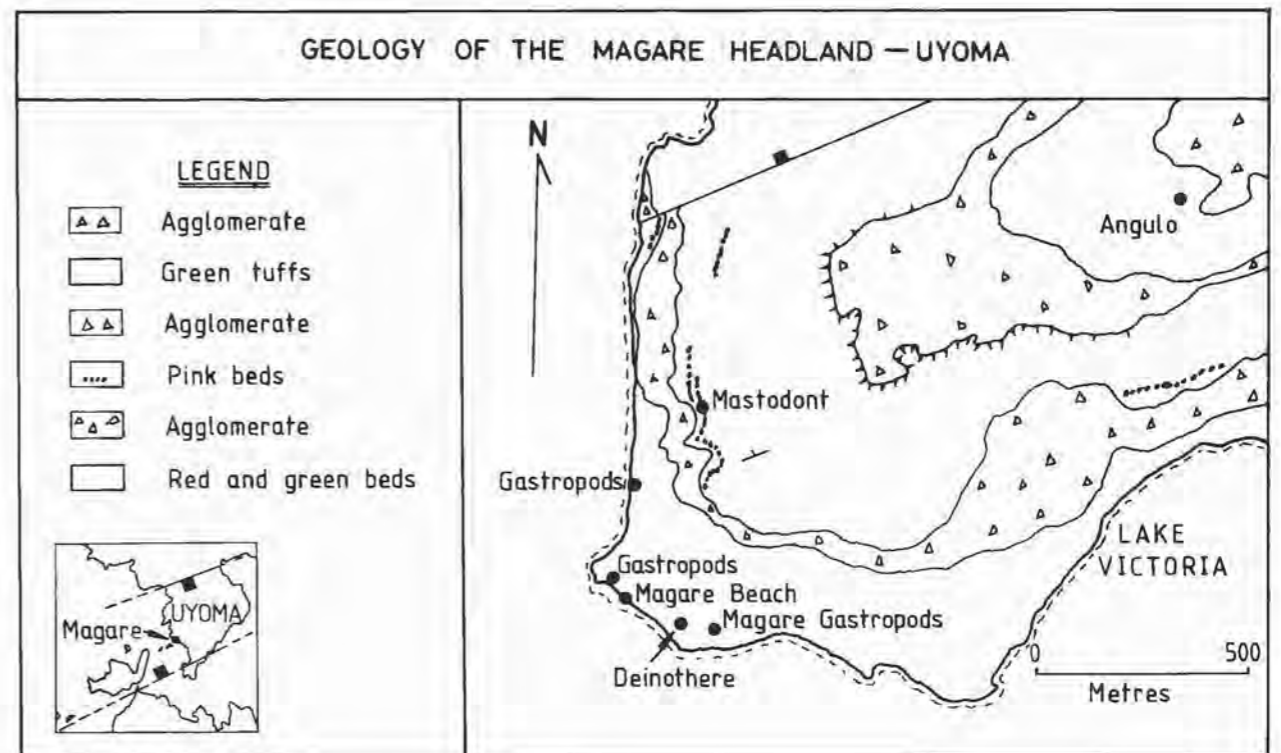 GEOLOGY OF THE MAGARE HEADLAND — UYOMA
LEGEND
Agglomerate
Green tuffs
Agglomerate
Pink beds
Agglomerate
Red and green beds
UYOMA
Magare
N
Angulo
Mastodont
Gastropods
Gastropods
Magare Beach
Magare Gastropods
Deinothere
LAKE
VICTORIA
0 500
Metres